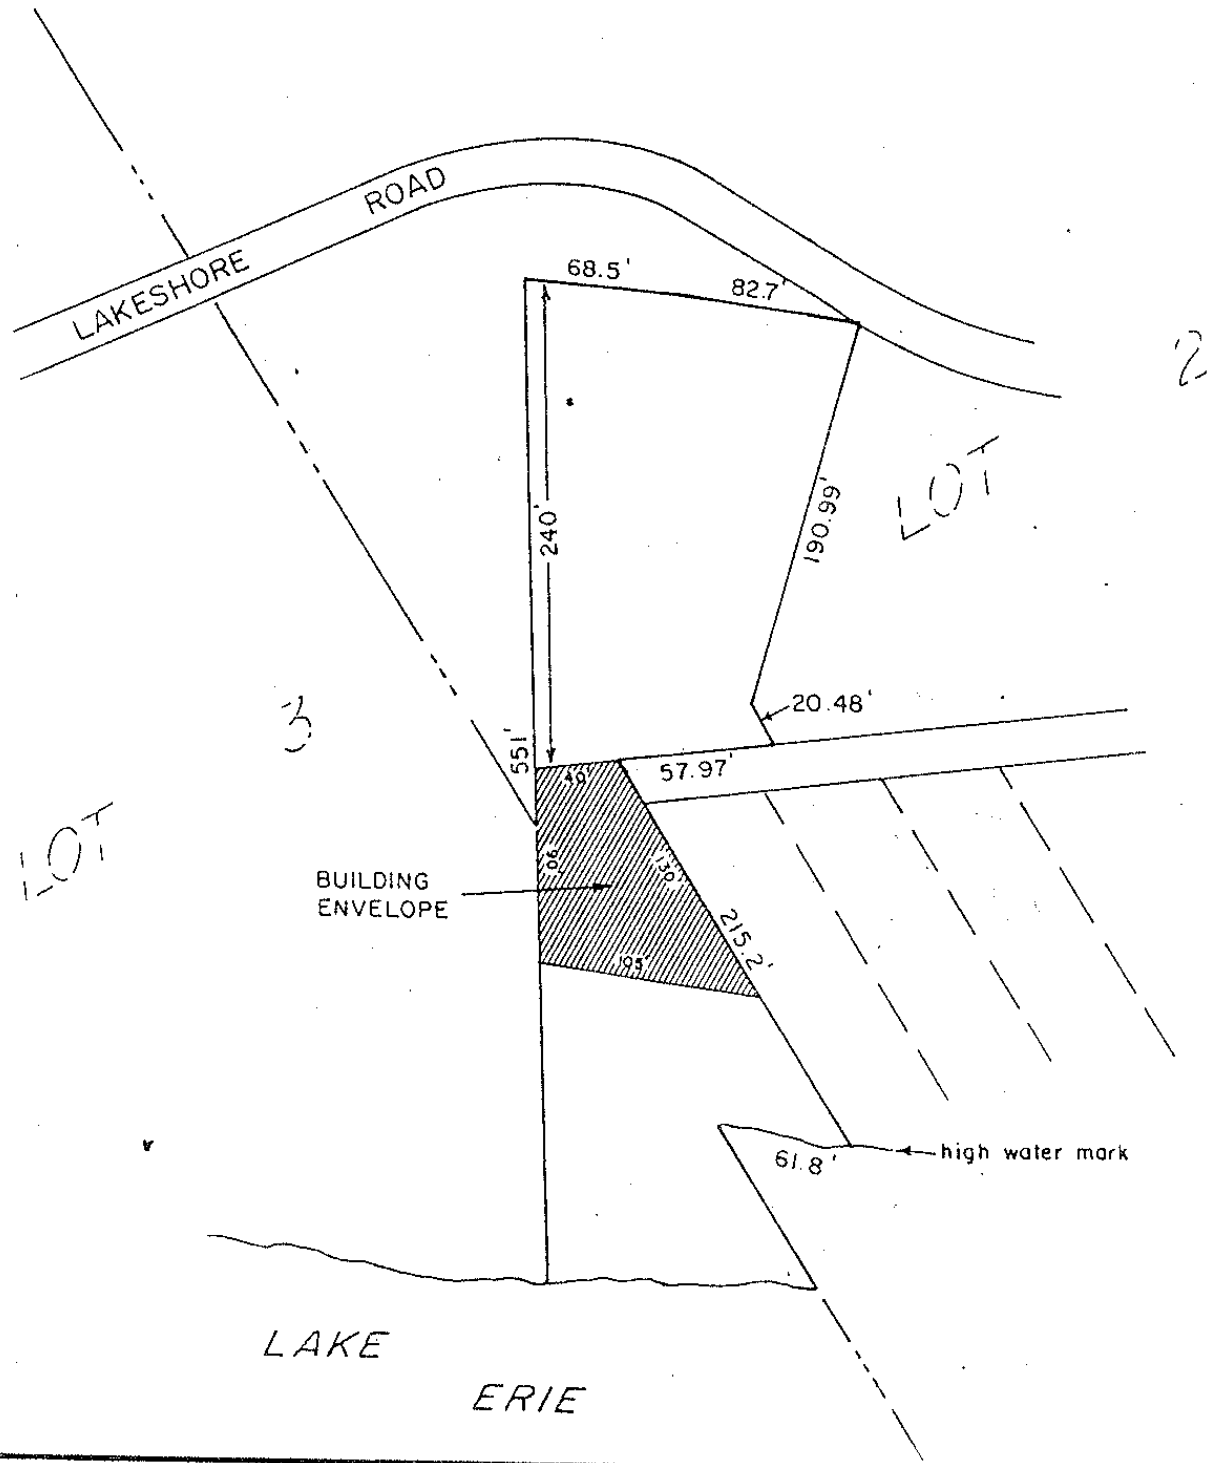 LAKESHORE ROAD
68.5'
82.7'
2
LOT
240'
190.99'
20.48'
3
551'
57.97'
40'
LOT
90'
130'
BUILDING
ENVELOPE
215.2'
105'
high water mark
61.8'
LAKE
ERIE